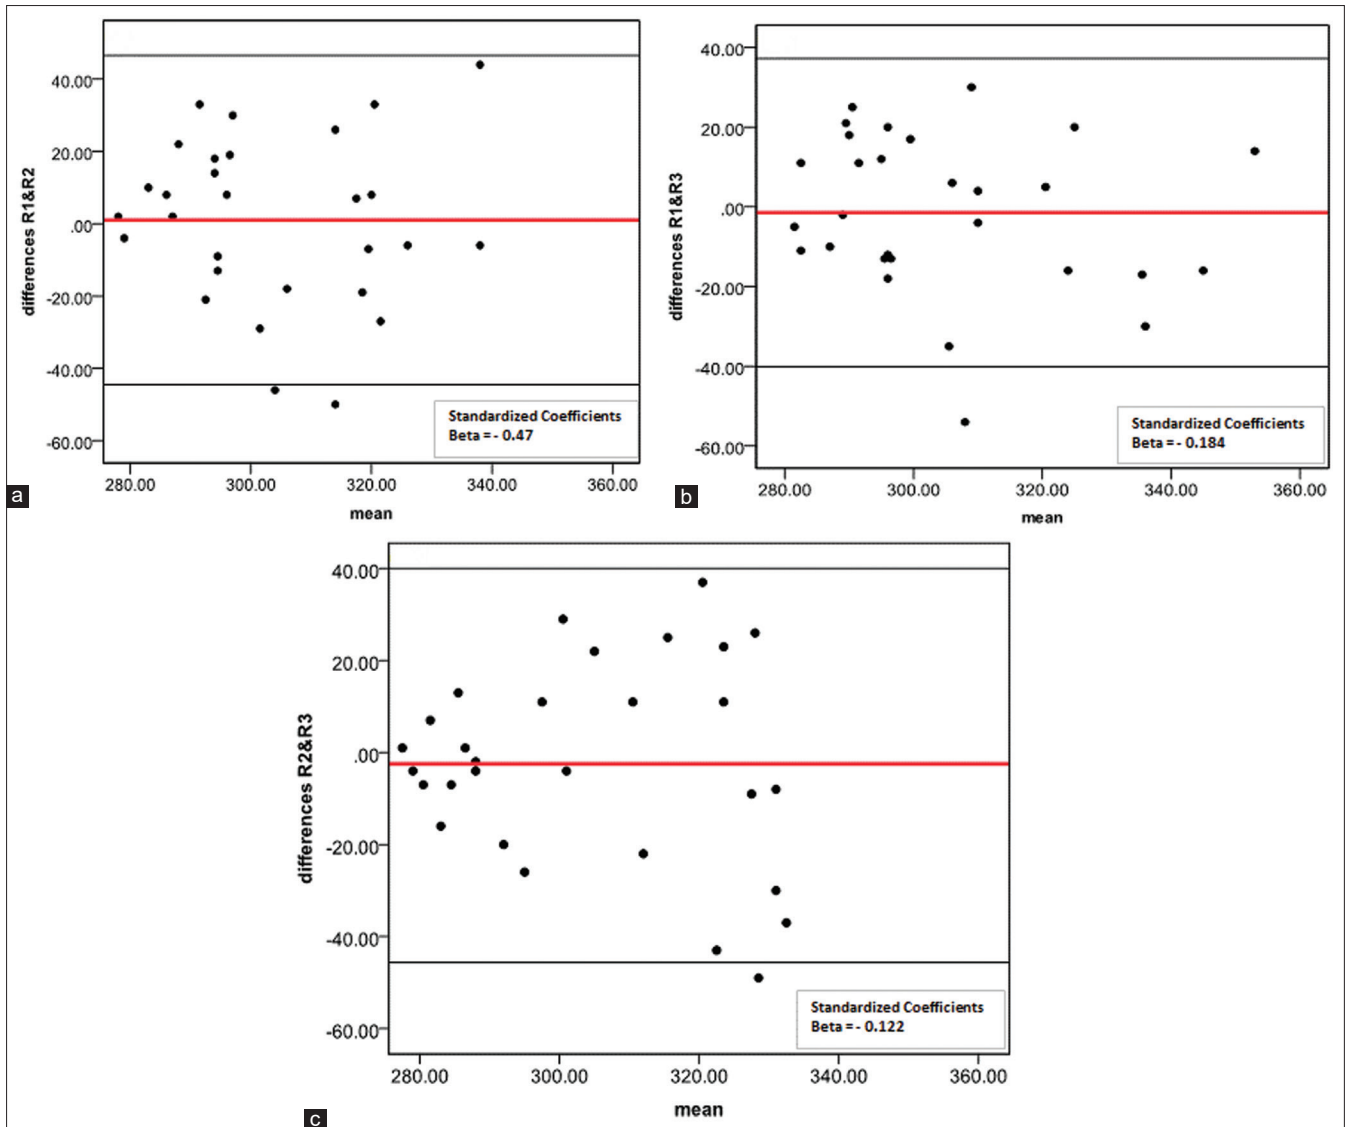 40.00
20.00
.00
-20.00
-40.00
-60.00
differences R1&R2
280.00 300.00 320.00 340.00 360.00
mean
Standardized Coefficients
Beta = - 0.47
a
40.00
20.00
.00
-20.00
-40.00
-60.00
differences R1&R3
280.00 300.00 320.00 340.00 360.00
mean
Standardized Coefficients
Beta = - 0.184
b
40.00
20.00
.00
-20.00
-40.00
-60.00
differences R2&R3
280.00 300.00 320.00 340.00 360.00
mean
Standardized Coefficients
Beta = - 0.122
c